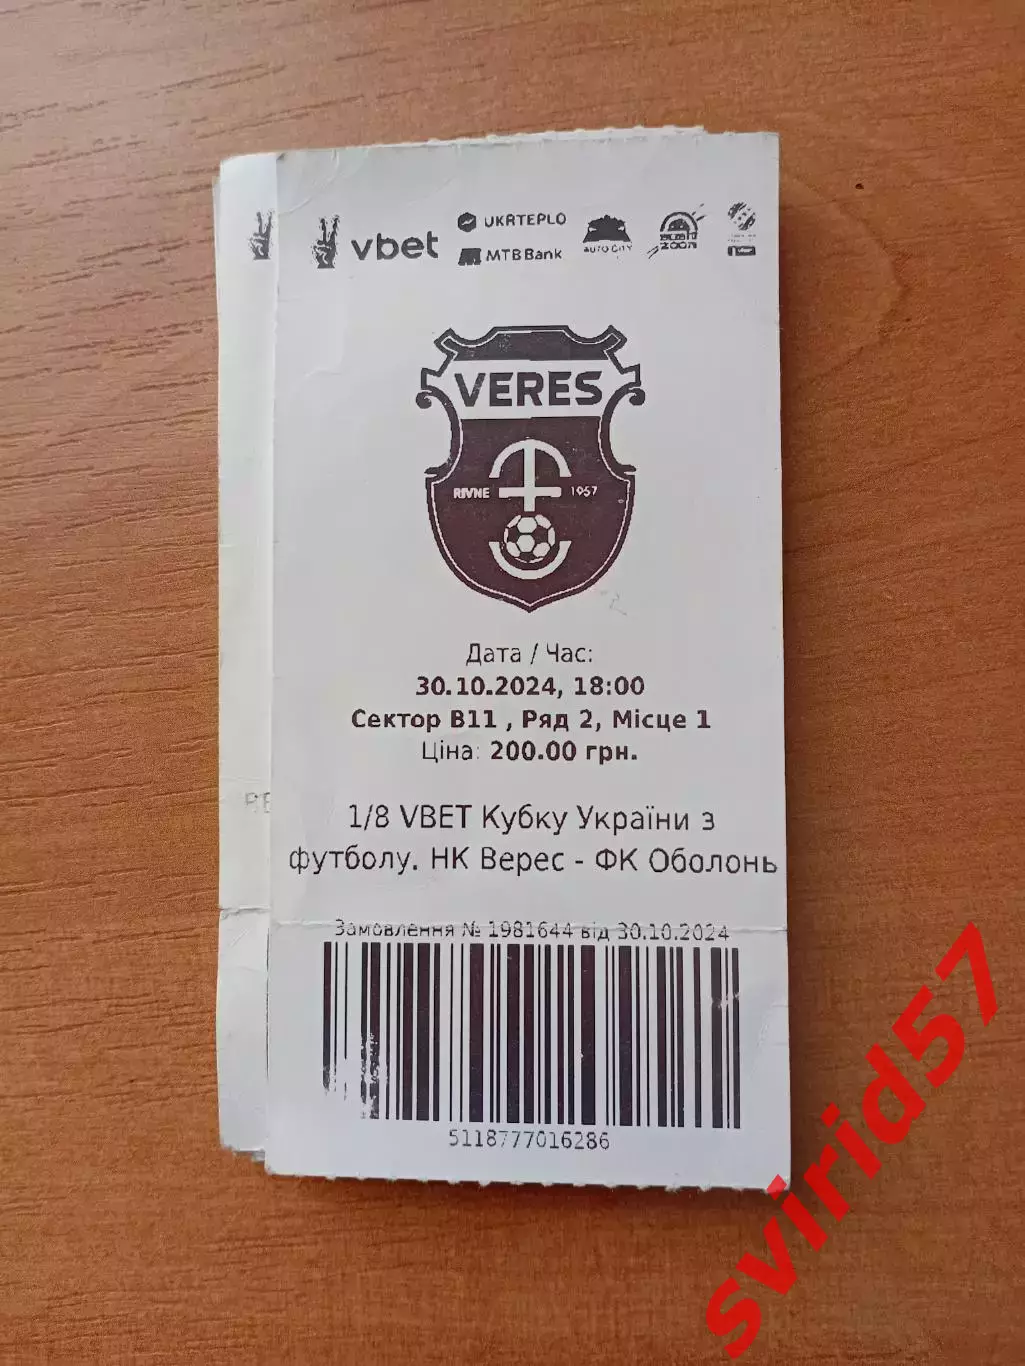 vbet
UKRTEPLO
MTB Bank
AUTOCITY
VERES
RIVNE 1957
Дата / Час:
30.10.2024, 18:00
Сектор B11 , Ряд 2, Місце 1
Ціна: 200.00 грн.
1/8 VBET Кубку України з
футболу. НК Верес - ФК Оболонь
Замовлення № 1981644 від 30.10.2024
5118777016286
svirid57